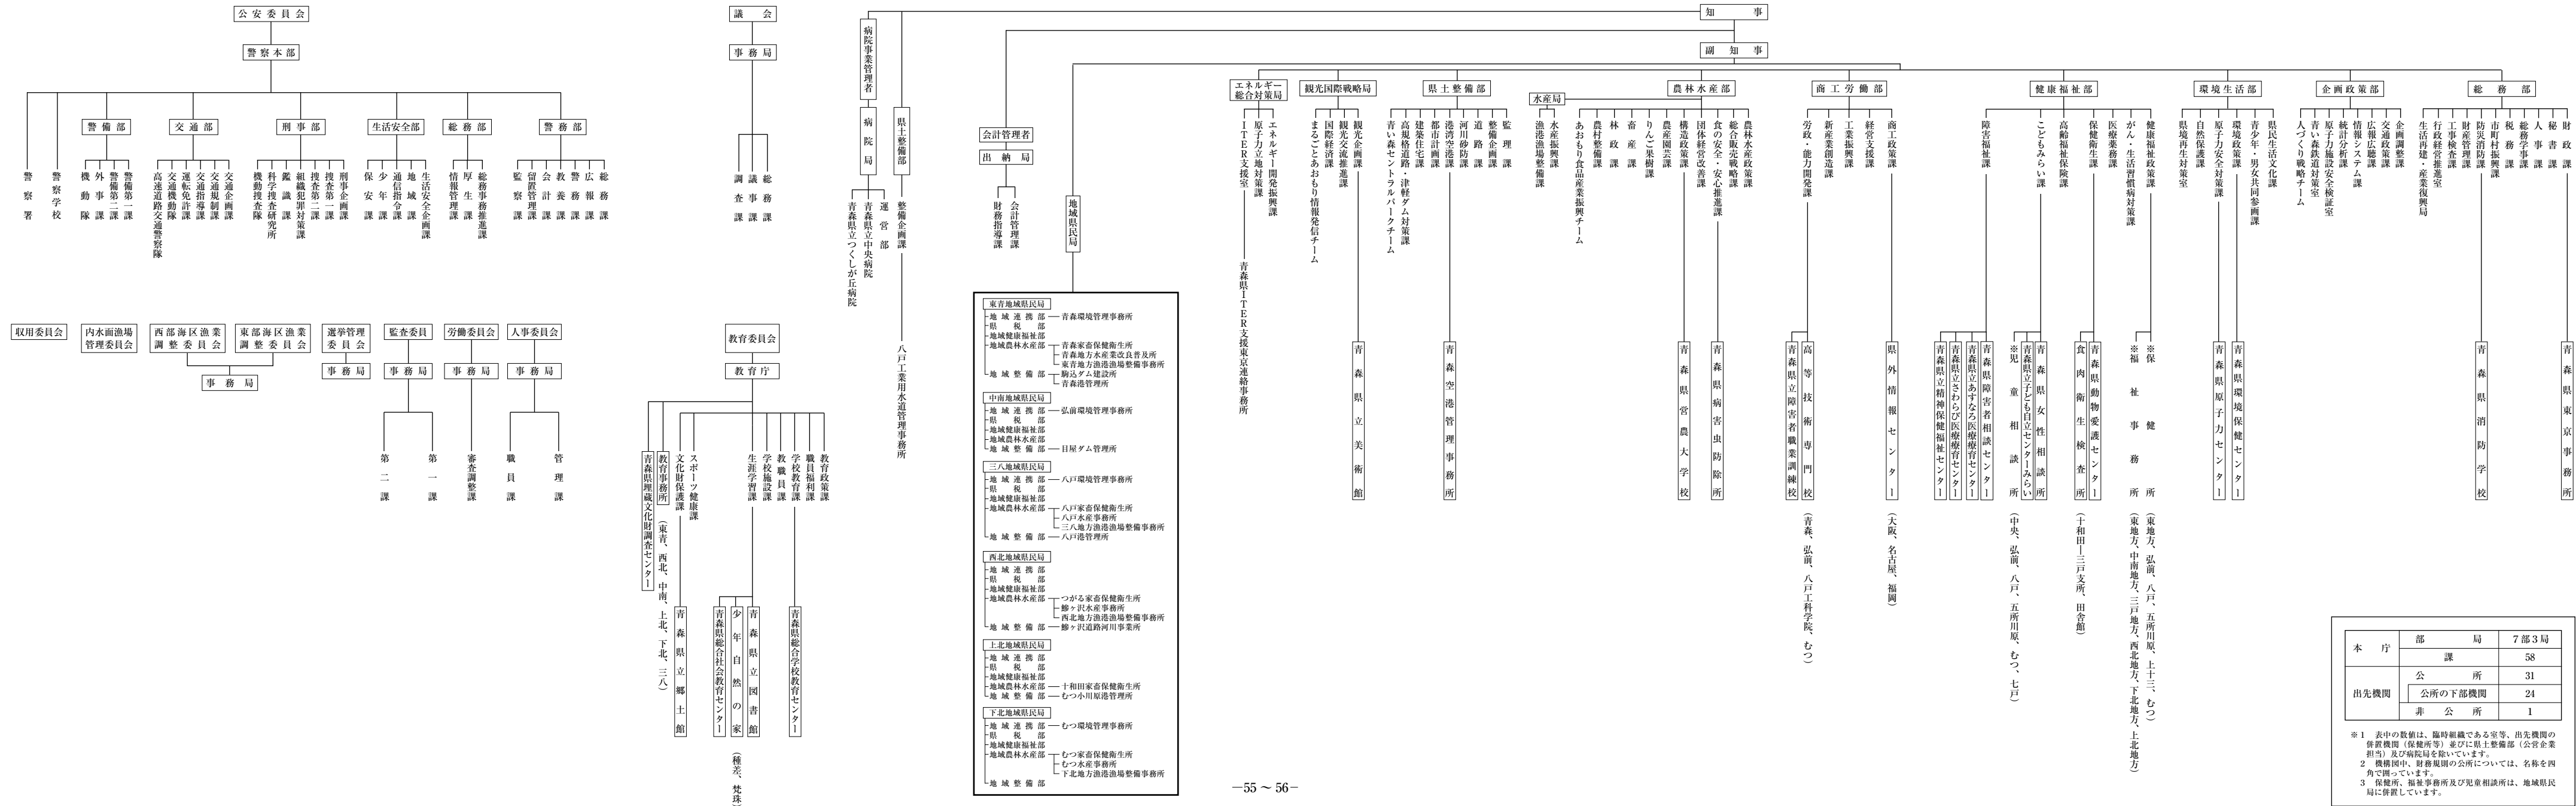 公安委員会
警察本部
警備部
交通部
刑事部
生活安全部
総務部
警務部
警察署
警察学校
機動隊
外事課
警備第二課
警備第一課
高速道路交通警察隊
交通機動隊
運転免許課
交通指導課
交通規制課
交通企画課
機動捜査隊
科学捜査研究所
鑑識課
組織犯罪対策課
捜査第二課
捜査第一課
刑事企画課
保安課
少年課
通信指令課
地域課
生活安全企画課
情報管理課
厚生課
総務事務推進課
監察課
留置管理課
会計課
教養課
警務課
広報課
総務課
議会
事務局
調査課
議事課
総務課
知事
副知事
病院事業管理者
病院局
青森県立つくしが丘病院
青森県立中央病院
運営部
県土整備部
整備企画課
八戸工業用水道管理事務所
会計管理者
出納局
財務指導課
会計管理課
地域県民局
東青地域県民局
地域連携部 青森環境管理事務所
県税部
地域健康福祉部
地域農林水産部 青森家畜保健衛生所
青森地方水産業改良普及所
東青地方漁港漁場整備事務所
地域整備部 駒込ダム建設所
青森港管理所
中南地域県民局
地域連携部 弘前環境管理事務所
県税部
地域健康福祉部
地域農林水産部
地域整備部 目屋ダム管理所
三八地域県民局
地域連携部 八戸環境管理事務所
県税部
地域健康福祉部
地域農林水産部 八戸家畜保健衛生所
八戸水産事務所
三八地方漁港漁場整備事務所
地域整備部 八戸港管理所
西北地域県民局
地域連携部
県税部
地域健康福祉部
地域農林水産部 つがる家畜保健衛生所
鰺ヶ沢水産事務所
西北地方漁港漁場整備事務所
地域整備部 鰺ヶ沢道路河川事業所
上北地域県民局
地域連携部
県税部
地域健康福祉部
地域農林水産部 十和田家畜保健衛生所
地域整備部 むつ小川原港管理所
下北地域県民局
地域連携部 むつ環境管理事務所
県税部
地域健康福祉部
地域農林水産部 むつ家畜保健衛生所
むつ水産事務所
下北地方漁港漁場整備事務所
地域整備部
エネルギー
総合対策局
ITER支援室
原子力立地対策課
エネルギー開発振興課
青森県ITER支援東京連絡事務所
観光国際戦略局
まるごとあおもり情報発信チーム
国際経済課
観光交流推進課
観光企画課
青森県立美術館
県土整備部
青い森セントラルパークチーム
高規格道路・津軽ダム対策課
建築住宅課
都市計画課
港湾空港課
河川砂防課
道路課
整備企画課
監理課
青森空港管理事務所
農林水産部
水産局
漁港漁場整備課
水産振興課
あおもり食品産業振興チーム
農村整備課
林政課
畜産課
りんご果樹課
農産園芸課
構造政策課
団体経営改善課
食の安全・安心推進課
総合販売戦略課
農林水産政策課
青森県営農大学校
青森県病害虫防除所
商工労働部
労政・能力開発課
新産業創造課
工業振興課
経営支援課
商工政策課
青森県立障害者職業訓練校
高等技術専門校
(青森、弘前、八戸工科学院、むつ)
県外情報センター
(大阪、名古屋、福岡)
健康福祉部
障害福祉課
こどもみらい課
高齢福祉保険課
保健衛生課
医療薬務課
がん・生活習慣病対策課
健康福祉政策課
青森県立精神保健福祉センター
青森県立さわらび医療療育センター
青森県立あすなろ医療療育センター
青森県障害者相談センター
※児童相談所
(中央、弘前、八戸、五所川原、むつ、七戸)
青森県立子ども自立センターみらい
青森県女性相談所
食肉衛生検査所
(十和田―三戸支所、田舎館)
青森県動物愛護センター
※福祉事務所
(東地方、中南地方、三戸地方、西北地方、下北地方、上北地方)
※保健所
(東地方、弘前、八戸、五所川原、上十三、むつ)
環境生活部
県境再生対策室
自然保護課
原子力安全対策課
環境政策課
青少年・男女共同参画課
県民生活文化課
青森県原子力センター
青森県環境保健センター
企画政策部
人づくり戦略チーム
青い森鉄道対策室
原子力施設安全検証室
統計分析課
情報システム課
広報広聴課
交通政策課
企画調整課
総務部
生活再建・産業復興局
行政経営推進室
工事検査課
財産管理課
防災消防課
市町村振興課
税務課
総務学事課
人事課
秘書課
財政課
青森県消防学校
青森県東京事務所
収用委員会
内水面漁場
管理委員会
西部海区漁業
調整委員会
東部海区漁業
調整委員会
事務局
選挙管理
委員会
事務局
監査委員
事務局
第二課
第一課
労働委員会
事務局
審査調整課
人事委員会
事務局
職員課
管理課
教育委員会
教育庁
青森県埋蔵文化財調査センター
教育事務所
(東青、西北、中南、上北、下北、三八)
文化財保護課
スポーツ健康課
生涯学習課
学校施設課
教職員課
学校教育課
職員福利課
教育政策課
青森県立郷土館
青森県総合社会教育センター
少年自然の家
(種差、梵珠
青森県立図書館
青森県総合学校教育センター
本庁 部局 7部3局
課 58
出先機関 公所 31
公所の下部機関 24
非公所 1
※1 表中の数値は、臨時組織である室等、出先機関の
併置機関(保健所等)並びに県土整備部(公営企業
担当)及び病院局を除いています。
2 機構図中、財務規則の公所については、名称を四
角で囲っています。
3 保健所、福祉事務所及び児童相談所は、地域県民
局に併置しています。
―55 ~ 56―